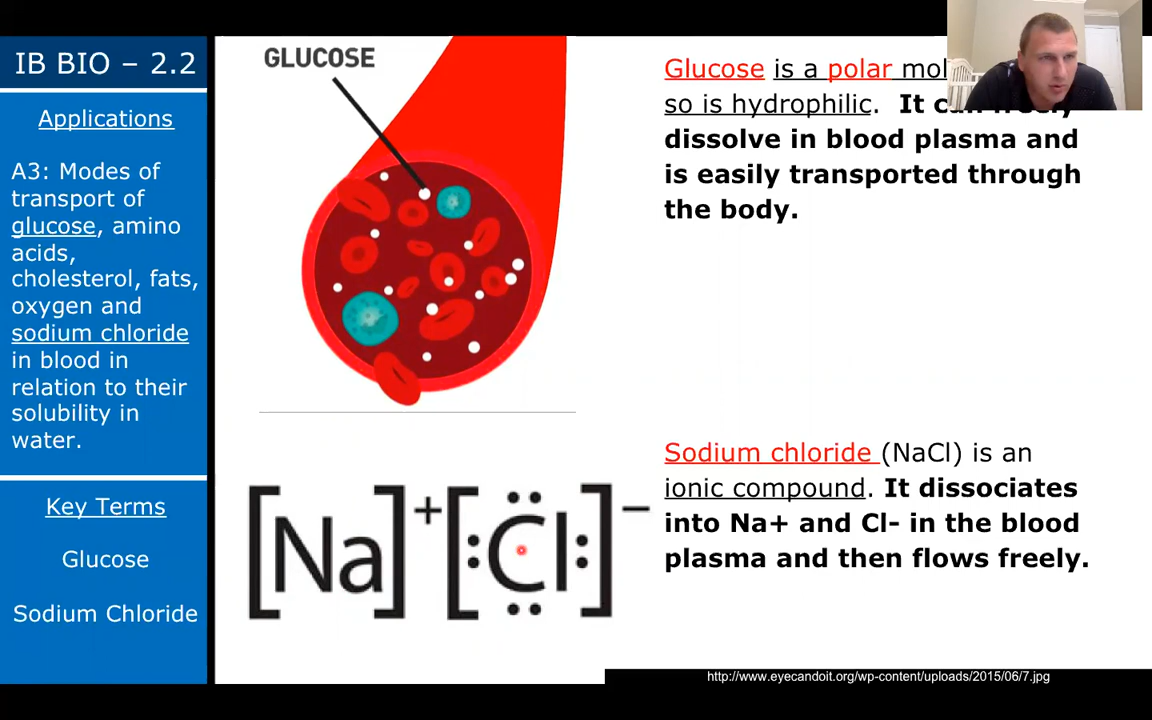 IB BIO – 2.2
Applications
A3: Modes of
transport of
glucose, amino
acids,
cholesterol, fats,
oxygen and
sodium chloride
in blood in
relation to their
solubility in
water.
Key Terms
Glucose
Sodium Chloride
GLUCOSE
Glucose is a polar
so is hydrophilic. It can freely
dissolve in blood plasma and
is easily transported through
the body.
[Na]+[Cl]−
Sodium chloride (NaCl) is an
ionic compound. It dissociates
into Na+ and Cl- in the blood
plasma and then flows freely.
http://www.eyecandoit.org/wp-content/uploads/2015/06/7.jpg